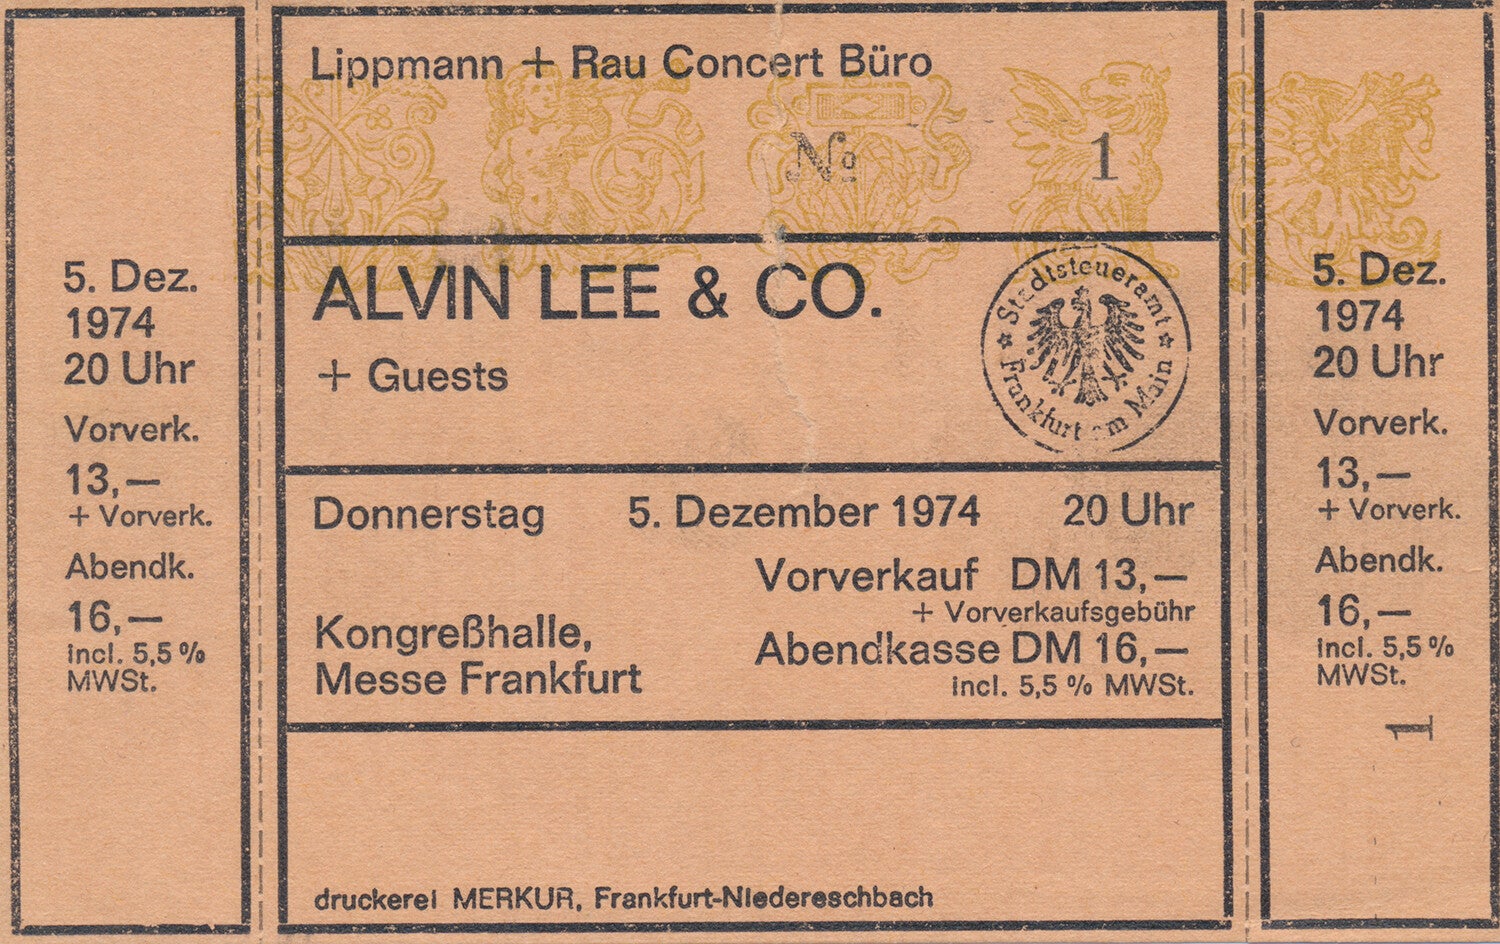 5. Dez.
1974
20 Uhr
Vorverk.
13,—
+ Vorverk.
Abendk.
16,—
incl. 5,5 %
MWSt.
Lippmann + Rau Concert Büro
No 1
ALVIN LEE & CO.
+ Guests
Stadtsteueramt
Frankfurt am Main
Donnerstag 5. Dezember 1974 20 Uhr
Vorverkauf DM 13,—
+ Vorverkaufsgebühr
Kongreßhalle,
Messe Frankfurt
Abendkasse DM 16,—
incl. 5,5 % MWSt.
druckerei MERKUR, Frankfurt-Niedereschbach
5. Dez.
1974
20 Uhr
Vorverk.
13,—
+ Vorverk.
Abendk.
16,—
incl. 5,5 %
MWSt.
1